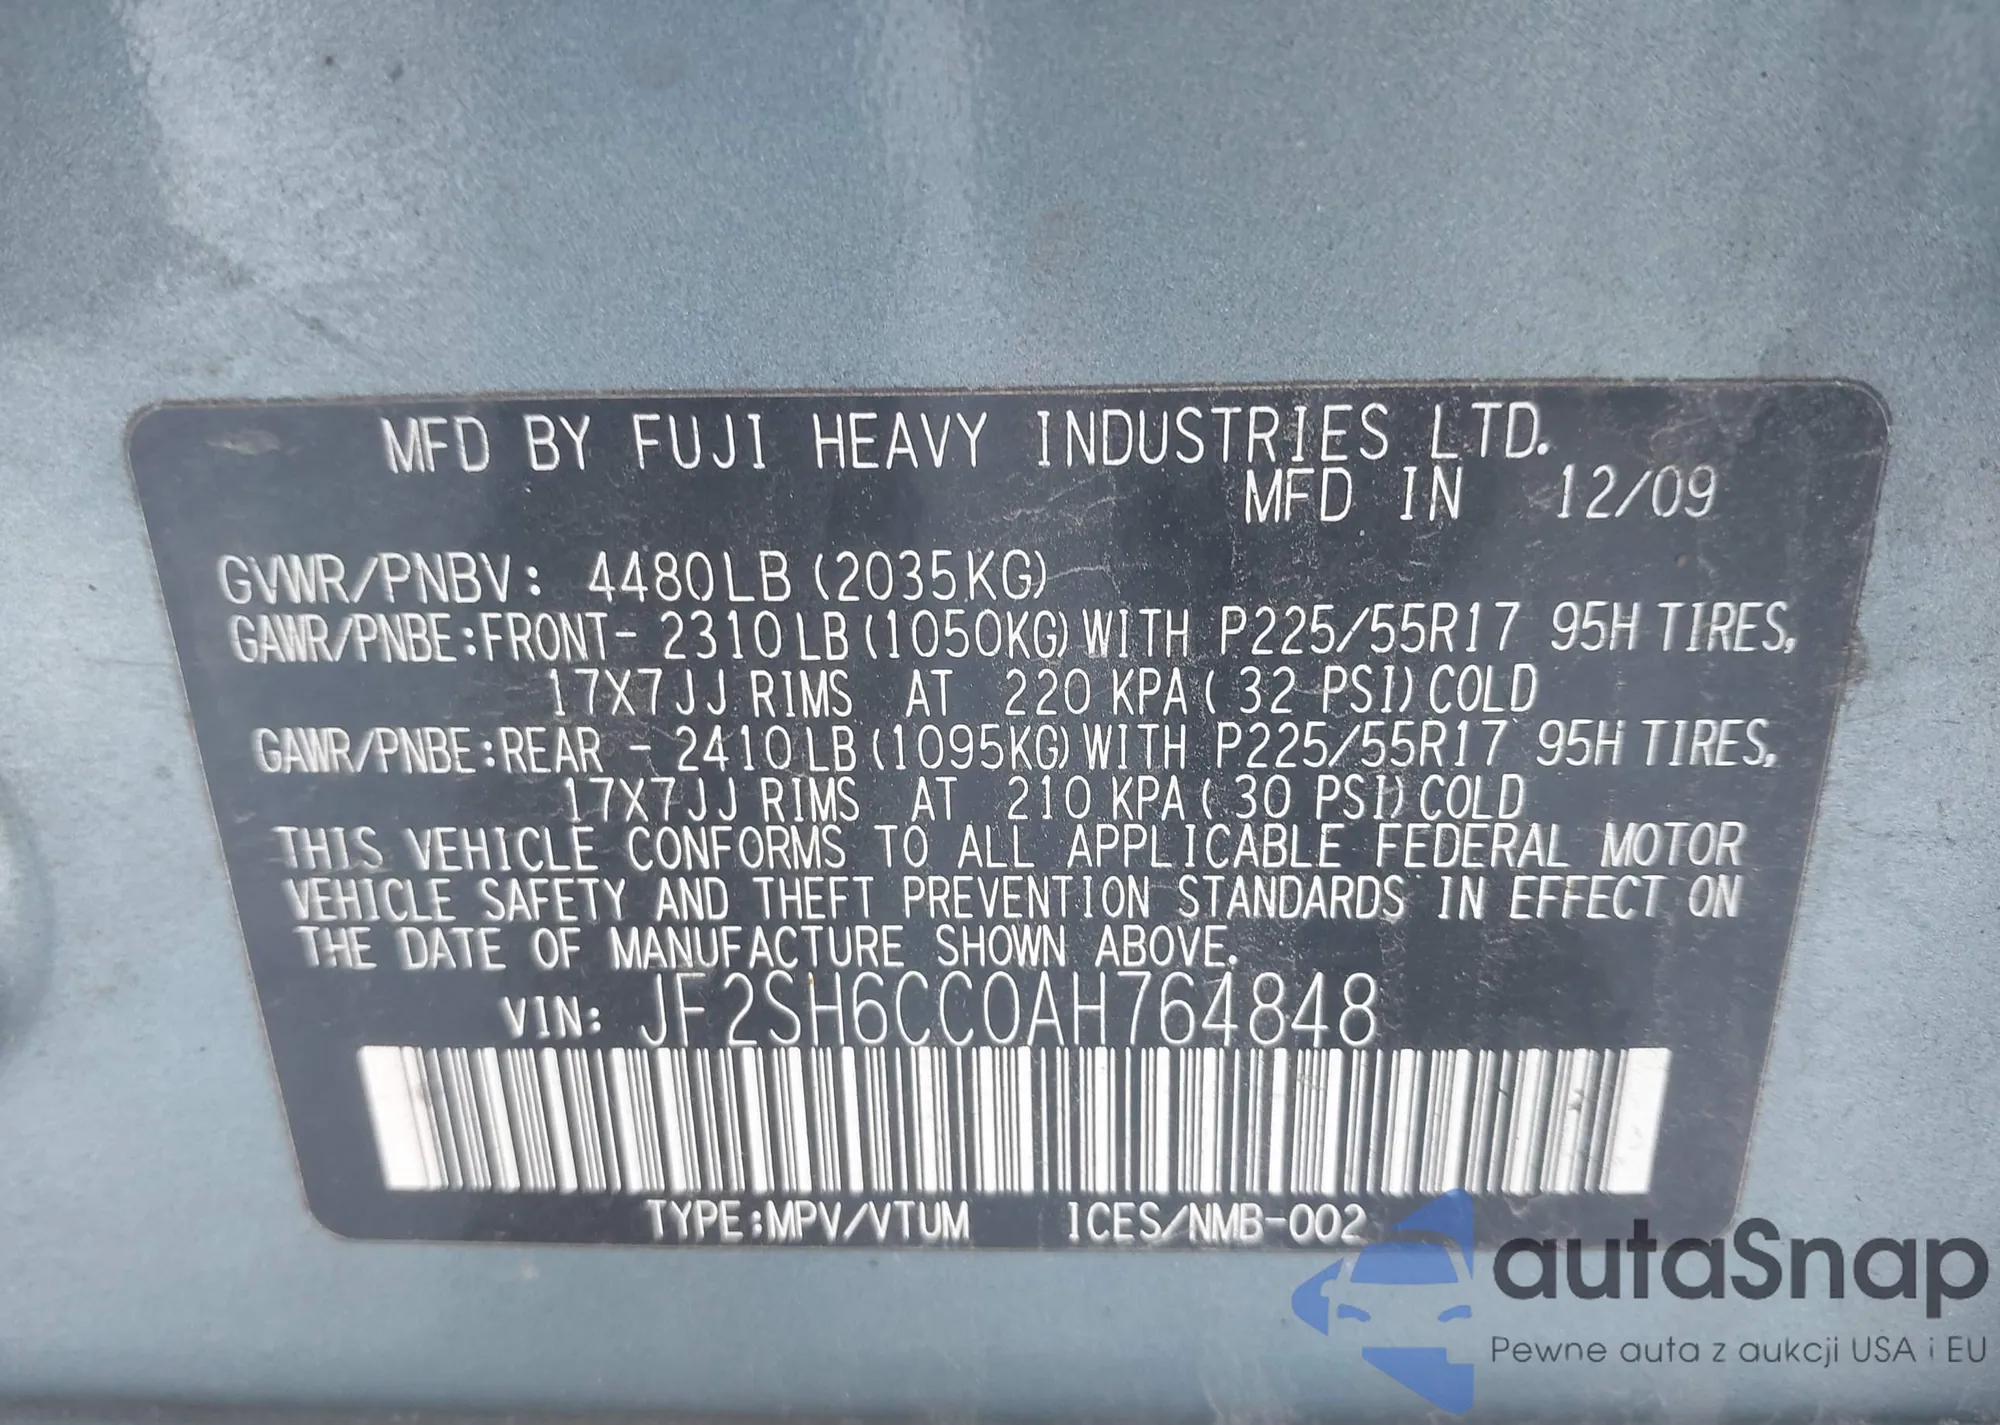 MFD BY FUJI HEAVY INDUSTRIES LTD.
MFD IN 12/09
GVWR/PNBV: 4480LB (2035KG)
GAWR/PNBE:FRONT- 2310LB (1050KG) WITH P225/55R17 95H TIRES,
17X7JJ RIMS AT 220 KPA ( 32 PSI) COLD
GAWR/PNBE:REAR - 2410LB (1095KG) WITH P225/55R17 95H TIRES,
17X7JJ RIMS AT 210 KPA ( 30 PSI) COLD
THIS VEHICLE CONFORMS TO ALL APPLICABLE FEDERAL MOTOR
VEHICLE SAFETY AND THEFT PREVENTION STANDARDS IN EFFECT ON
THE DATE OF MANUFACTURE SHOWN ABOVE.
VIN: JF2SH6CC0AH764848
TYPE:MPV/VTUM ICES/NMB-002
autaSnap
Pewne auta z aukcji USA i EU